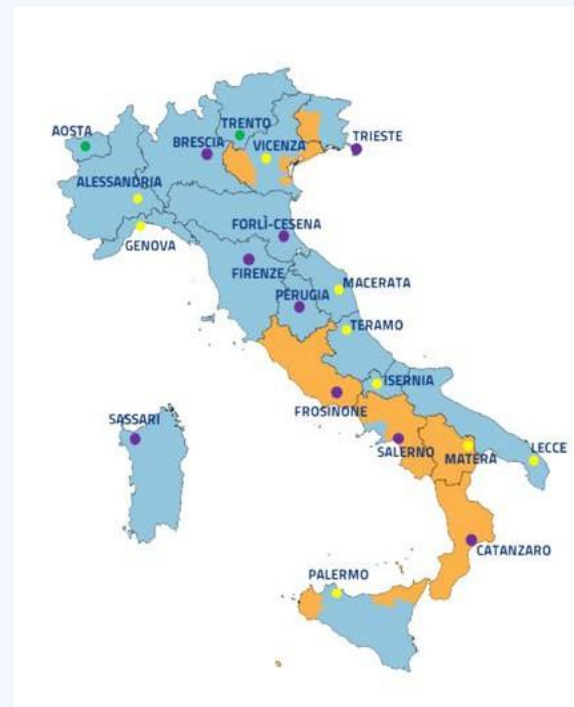 TRENTO
AOSTA
TRIESTE
BRESCIA
VICENZA
ALESSANDRIA
FORLÌ-CESENA
GENOVA
FIRENZE
MACERATA
PERUGIA
TERAMO
ISERNIA
FROSINONE
SASSARI
LECCE
SALERNO
MATERA
CATANZARO
PALERMO